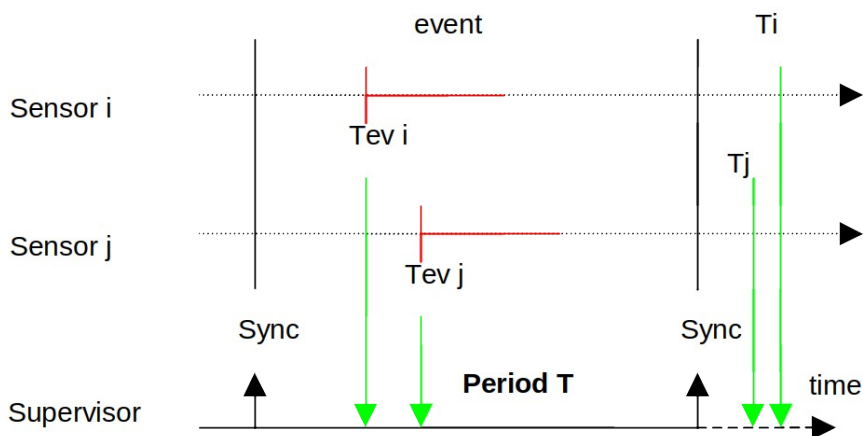 event
Ti
Sensor i
Tev i
Tj
Sensor j
Tev j
Sync
Sync
Period T
time
Supervisor